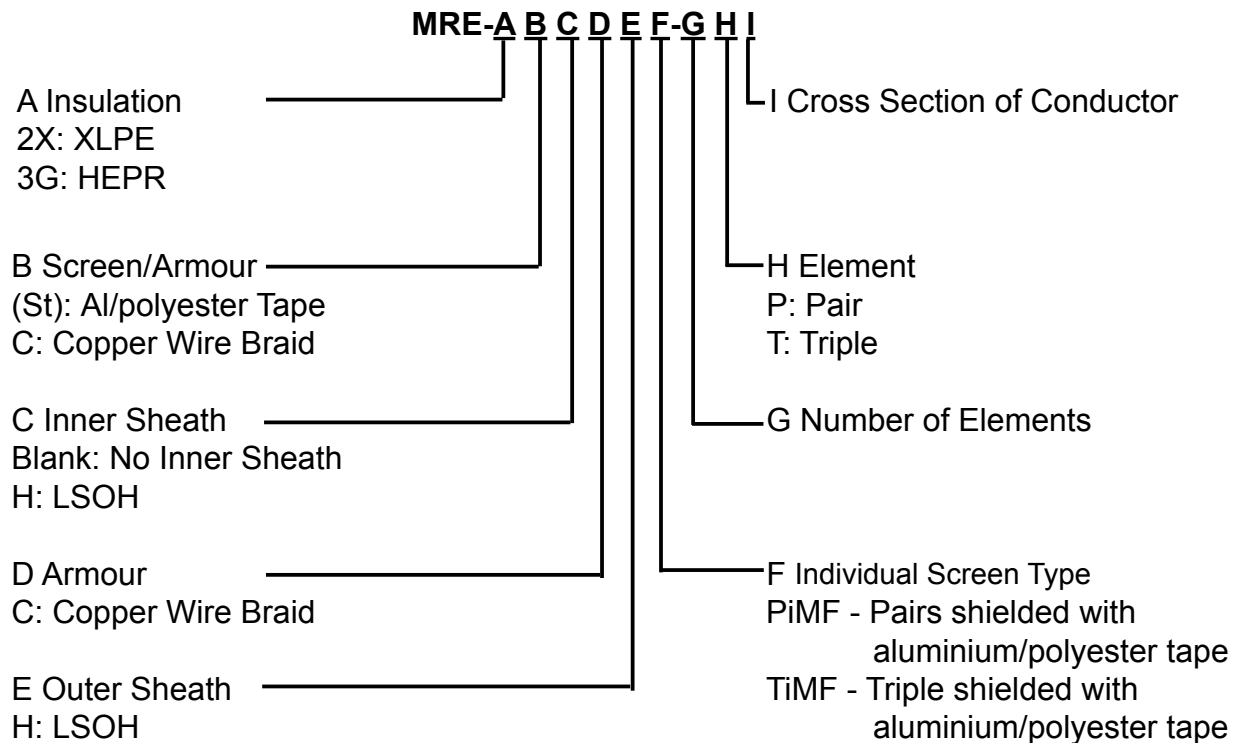 MRE-A B C D E F-G H I
A Insulation
2X: XLPE
3G: HEPR
B Screen/Armour
(St): Al/polyester Tape
C: Copper Wire Braid
C Inner Sheath
Blank: No Inner Sheath
H: LSOH
D Armour
C: Copper Wire Braid
E Outer Sheath
H: LSOH
I Cross Section of Conductor
H Element
P: Pair
T: Triple
G Number of Elements
F Individual Screen Type
PiMF - Pairs shielded with
aluminium/polyester tape
TiMF - Triple shielded with
aluminium/polyester tape